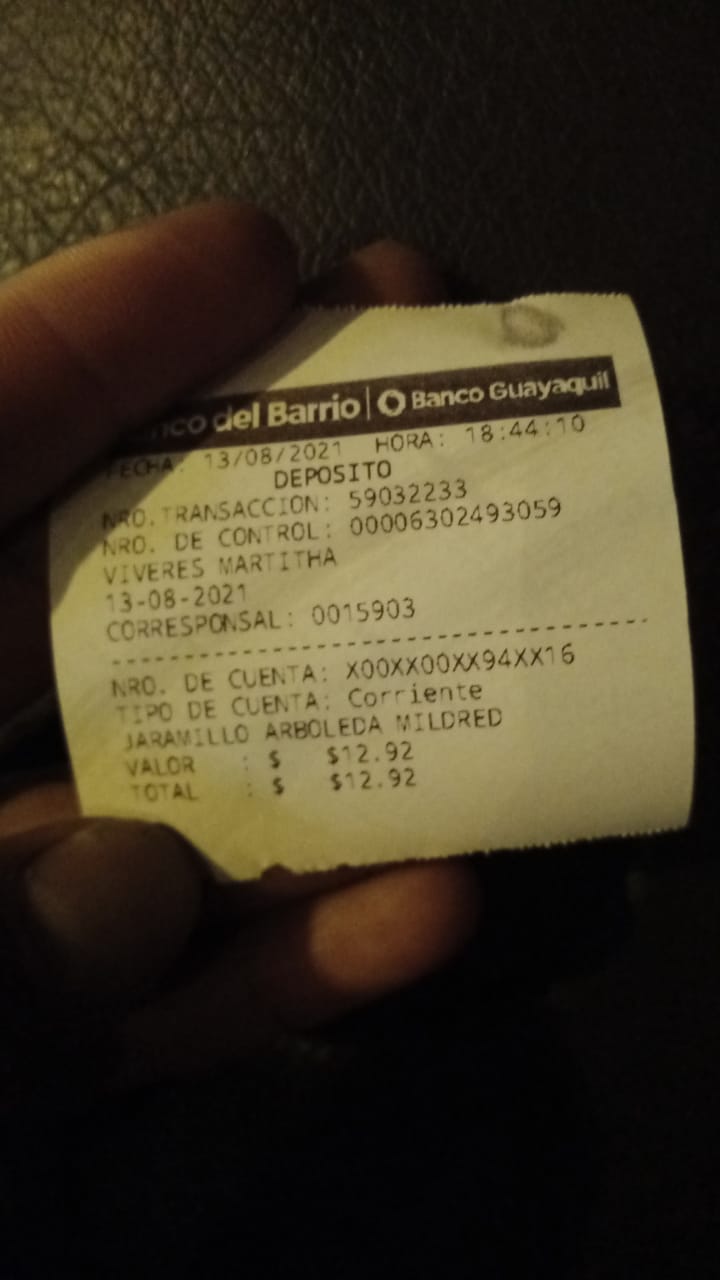 Banco del Barrio | Banco Guayaquil
FECHA: 13/08/2021 HORA: 18:44:10
DEPOSITO
NRO.TRANSACCION: 59032233
NRO. DE CONTROL: 00006302493059
VIVERES MARTITHA
13-08-2021
CORRESPONSAL: 0015903
NRO. DE CUENTA: X00XX00XX94XX16
TIPO DE CUENTA: Corriente
JARAMILLO ARBOLEDA MILDRED
VALOR : $ $12.92
TOTAL : $ $12.92